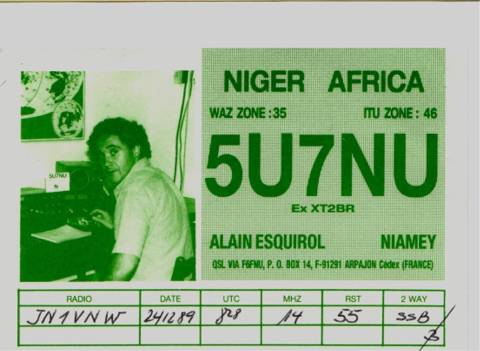 NIGER AFRICA
WAZ ZONE : 35 ITU ZONE : 46
5U7NU
5U7NU
Ex XT2BR
ALAIN ESQUIROL NIAMEY
QSL VIA F6FMU, P. O. BOX 14, F-91291 ARPAJON Cédex (FRANCE)
RADIO DATE UTC MHZ RST 2 WAY
JN1VNW 241289 828 14 55 SSB